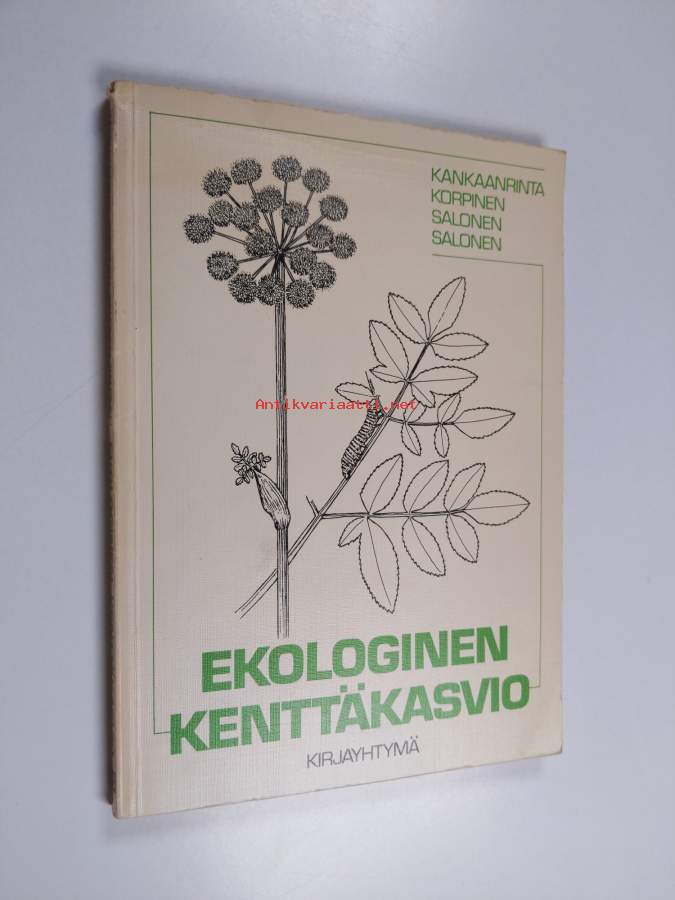 KANKAANRINTA
KORPINEN
SALONEN
SALONEN
Antikvariaatti.net
EKOLOGINEN
KENTTÄKASVIO
KIRJAYHTYMÄ